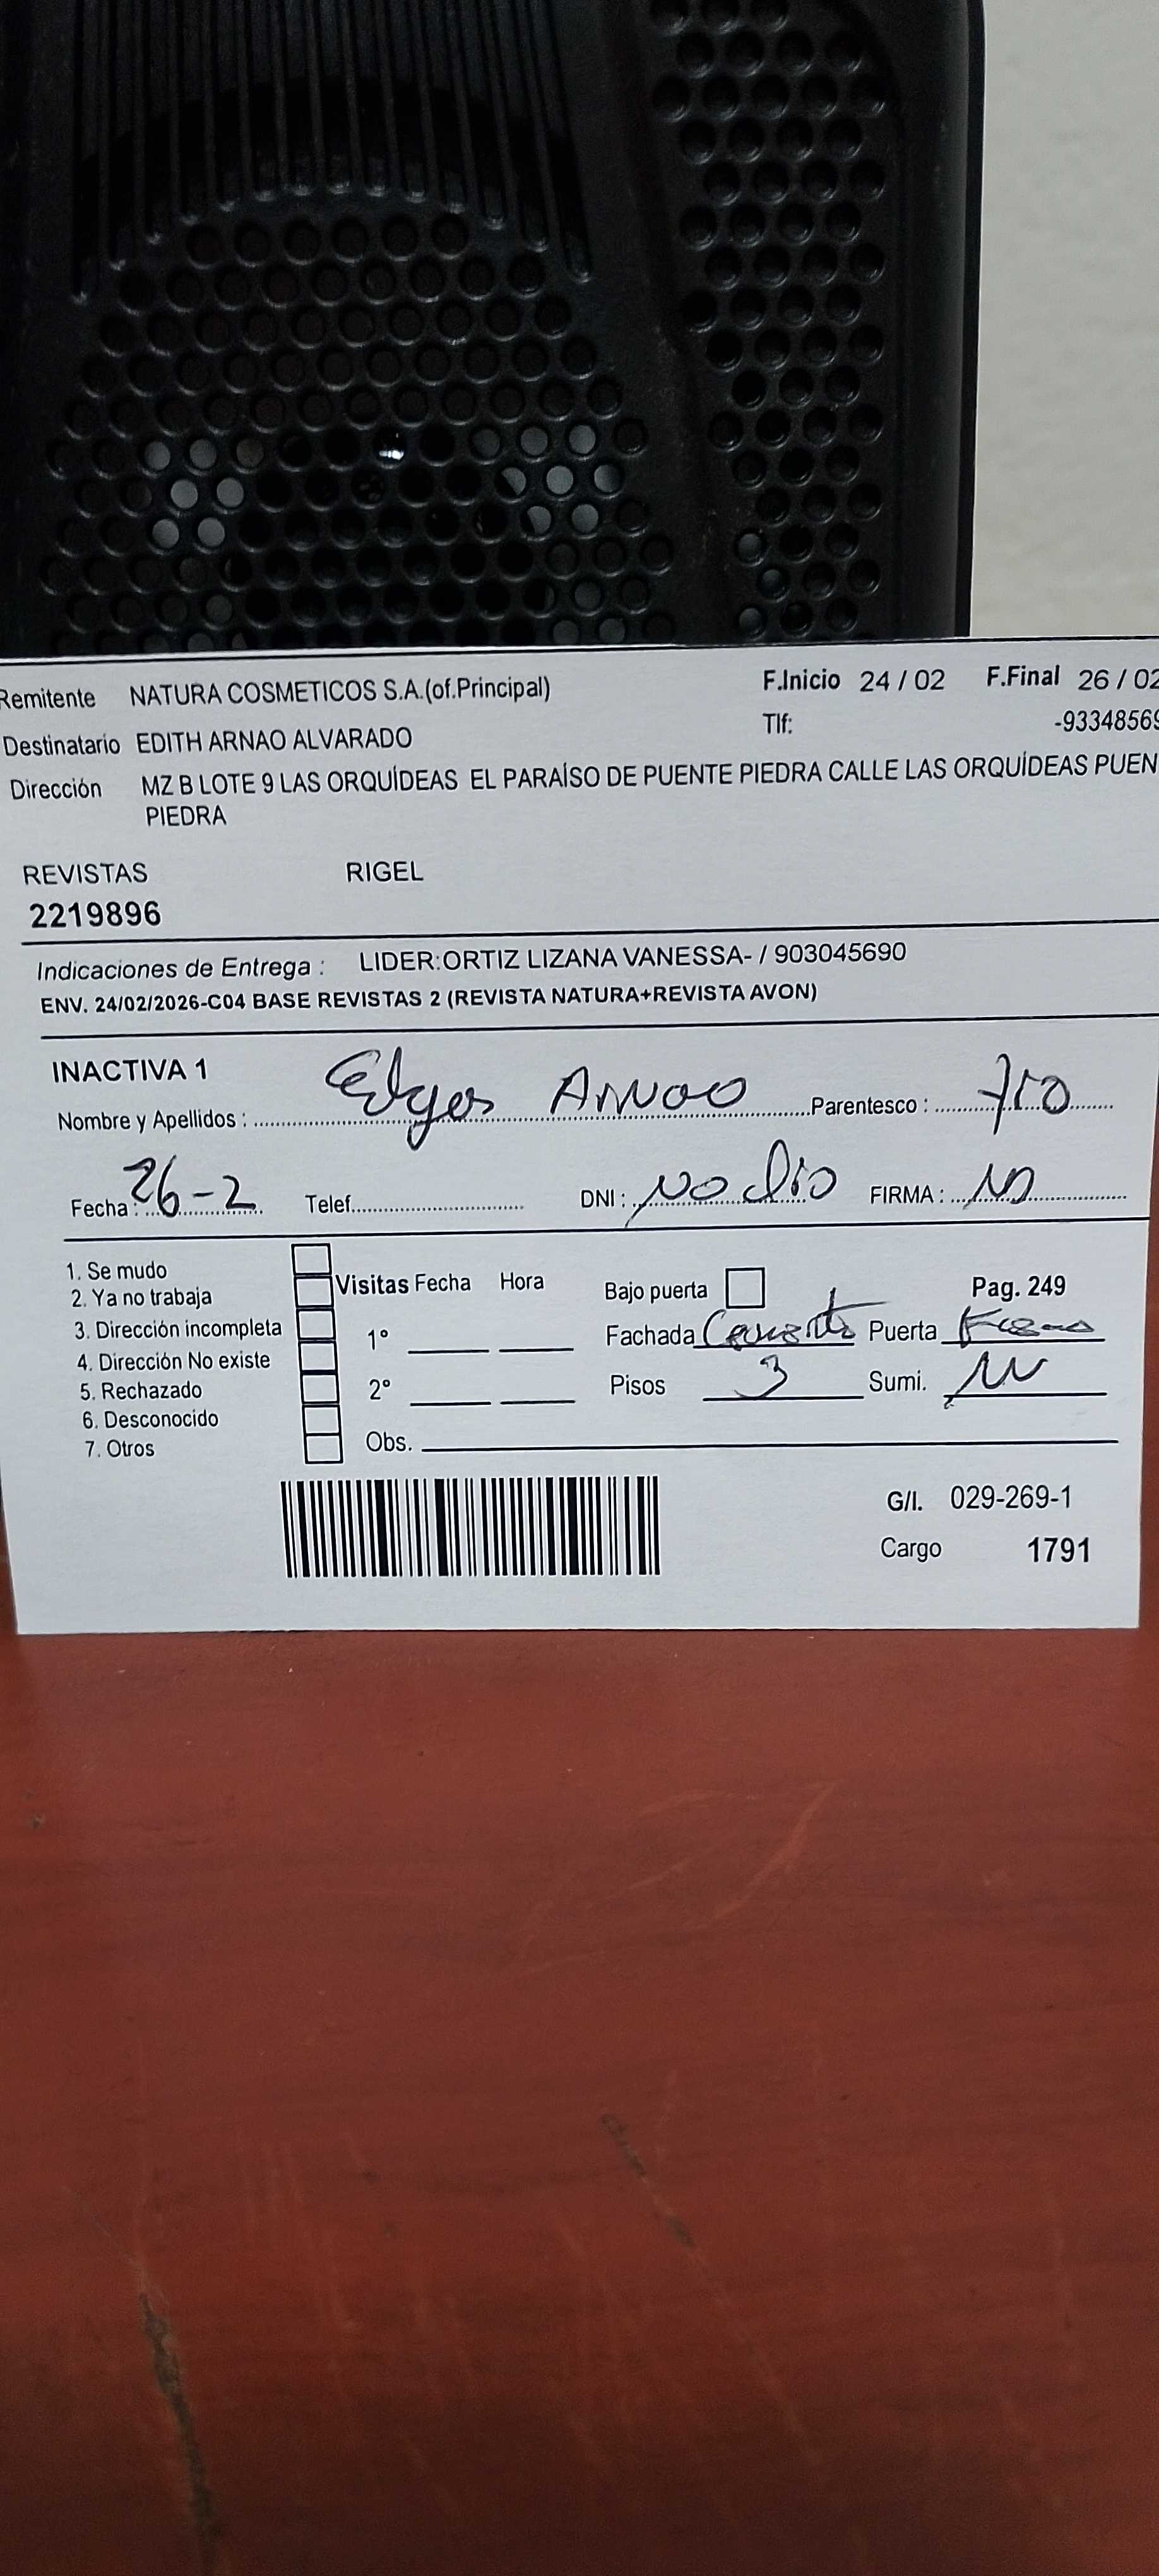 Remitente NATURA COSMETICOS S.A.(of.Principal) F.Inicio 24 / 02 F.Final 26 / 02
Destinatario EDITH ARNAO ALVARADO Tlf: -93348569
Dirección MZ B LOTE 9 LAS ORQUÍDEAS EL PARAÍSO DE PUENTE PIEDRA CALLE LAS ORQUÍDEAS PUEN
PIEDRA
REVISTAS RIGEL
2219896
Indicaciones de Entrega : LIDER:ORTIZ LIZANA VANESSA- / 903045690
ENV. 24/02/2026-C04 BASE REVISTAS 2 (REVISTA NATURA+REVISTA AVON)
INACTIVA 1
Nombre y Apellidos : Arnao Parentesco :
Fecha : 26-2 Telef. DNI : NO dio FIRMA :
1. Se mudo
2. Ya no trabaja Visitas Fecha Hora Bajo puerta Pag. 249
3. Dirección incompleta 1° Fachada Puerta
4. Dirección No existe
5. Rechazado 2° Pisos 3 Sumi.
6. Desconocido
7. Otros Obs.
G/I. 029-269-1
Cargo 1791